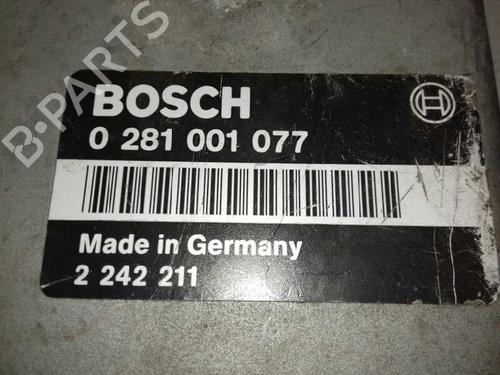 B-PARTS
BOSCH
0 281 001 077
Made in Germany
2 242 211